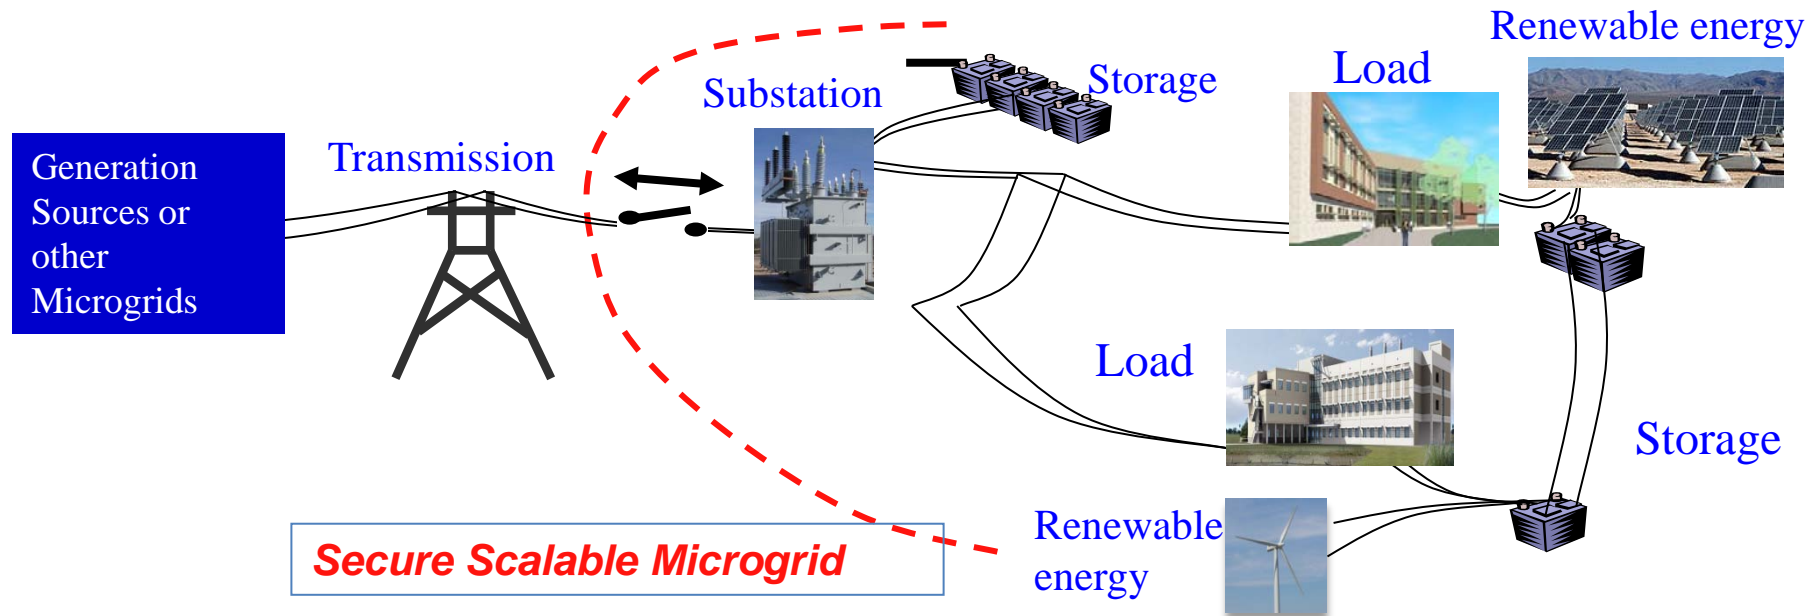 Generation
Sources or
other
Microgrids
Transmission
Substation
Storage
Load
Renewable energy
Load
Storage
Renewable
energy
Secure Scalable Microgrid